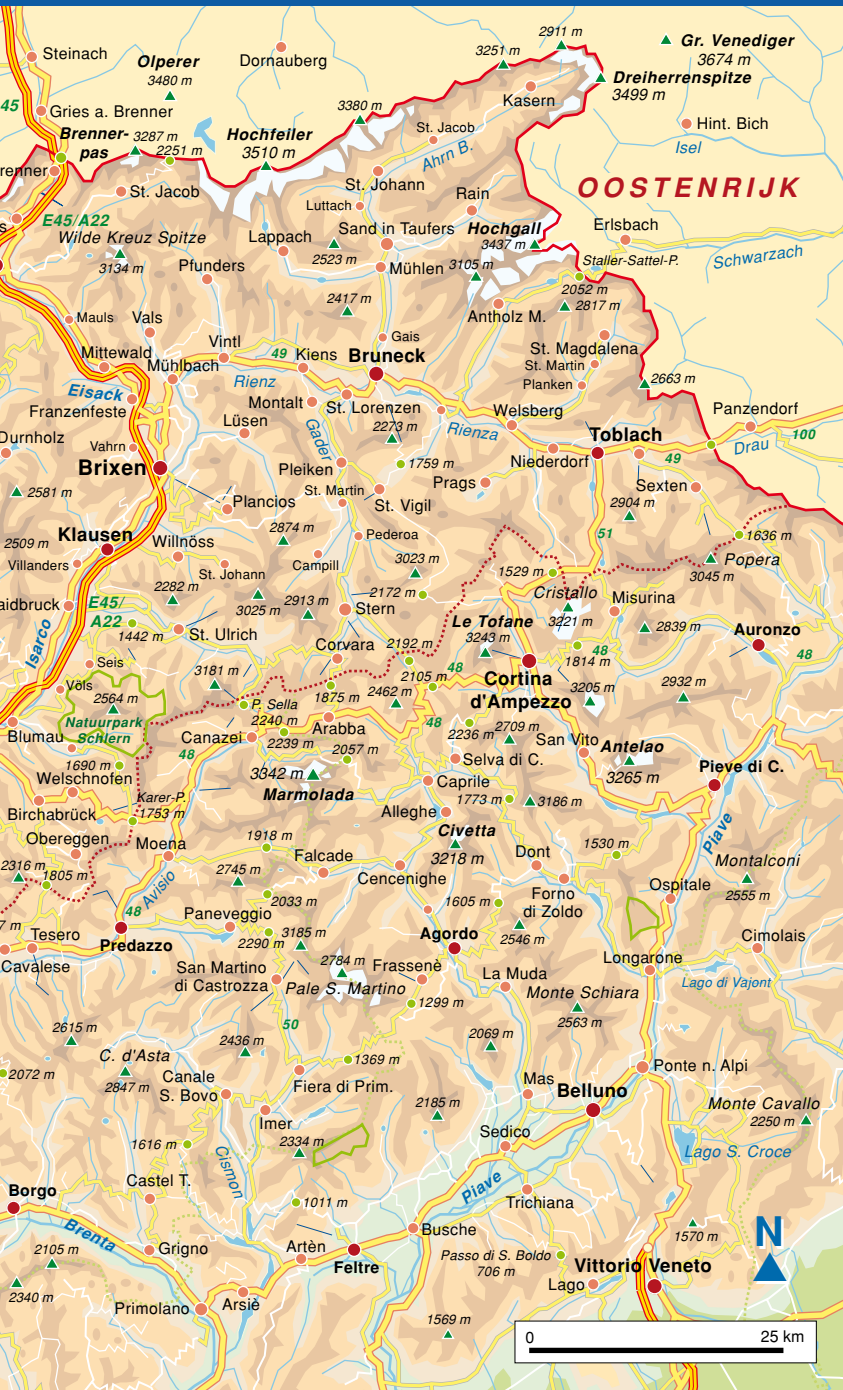 2911 m
Gr. Venediger
3674 m
Steinach
Olperer
3480 m
Dornauberg
3251 m
Dreiherrenspitze
3499 m
45
Gries a. Brenner
3380 m
Kasern
Hint. Bich
Brenner-
pas
3287 m
2251 m
Hochfeiler
3510 m
St. Jacob
Ahrn B.
Isel
renner
St. Jacob
St. Johann
Rain
OOSTENRIJK
Luttach
E45/A22
Wilde Kreuz Spitze
3134 m
Lappach
2523 m
Sand in Taufers
Hochgall
3437 m
Erlsbach
Schwarzach
Staller-Sattel-P.
2052 m
Pfunders
Mühlen
3105 m
2817 m
2417 m
Antholz M.
Mauls
Vals
Gais
St. Magdalena
Mittewald
Vintl
49
Kiens
Bruneck
St. Martin
Mühlbach
Rienz
Planken
2663 m
Eisack
Franzenfeste
Montalt
St. Lorenzen
Welsberg
Panzendorf
Lüsen
Gader
2273 m
Rienza
Toblach
100
Durnholz
Vahrn
Drau
49
Brixen
Pleiken
1759 m
Niederdorf
2581 m
Plancios
St. Martin
St. Vigil
Prags
Sexten
2904 m
Klausen
2874 m
51
1636 m
2509 m
Willnöss
Pederoa
Villanders
St. Johann
Campill
3023 m
1529 m
Popera
3045 m
2282 m
3025 m
2913 m
2172 m
Cristallo
3221 m
Misurina
aidbruck
E45/
A22
Stern
Le Tofane
3243 m
2839 m
Auronzo
1442 m
St. Ulrich
48
Isarco
Corvara
2192 m
48
1814 m
48
Seis
3181 m
2105 m
Cortina
d'Ampezzo
3205 m
2932 m
Völs
2564 m
1875 m
2462 m
Natuurpark
Schlern
P. Sella
2240 m
Arabba
48
2236 m
2709 m
San Vito
Antelao
3265 m
Blumau
Canazei
2239 m
2057 m
48
Selva di C.
Pieve di C.
1690 m
Welschnofen
3342 m
Marmolada
Caprile
1773 m
3186 m
Birchabrück
Karer-P.
1753 m
Alleghe
Piave
Obereggen
Moena
1918 m
Civetta
3218 m
Dont
1530 m
Montalconi
2555 m
2316 m
1805 m
Avisio
2745 m
Falcade
Cencenighe
Forno
di Zoldo
Ospitale
48
2033 m
1605 m
7 m
Tesero
Predazzo
Paneveggio
3185 m
2290 m
Agordo
2546 m
Cimolais
Cavalese
San Martino
di Castrozza
2784 m
Pale S. Martino
Frassenè
La Muda
Longarone
Lago di Vajont
1299 m
Monte Schiara
2563 m
2615 m
50
2436 m
2069 m
C. d'Asta
2847 m
1369 m
2072 m
Canale
S. Bovo
Fiera di Prim.
Mas
Ponte n. Alpi
2185 m
Belluno
Monte Cavallo
2250 m
Imer
1616 m
2334 m
Sedico
Lago S. Croce
Cismon
Borgo
Castel T.
Piave
Trichiana
1011 m
Brenta
Busche
2105 m
Grigno
Artèn
Feltre
Passo di S. Boldo
706 m
1570 m
N
Vittorio Veneto
2340 m
Primolano
Arsiè
Lago
1569 m
0
25 km